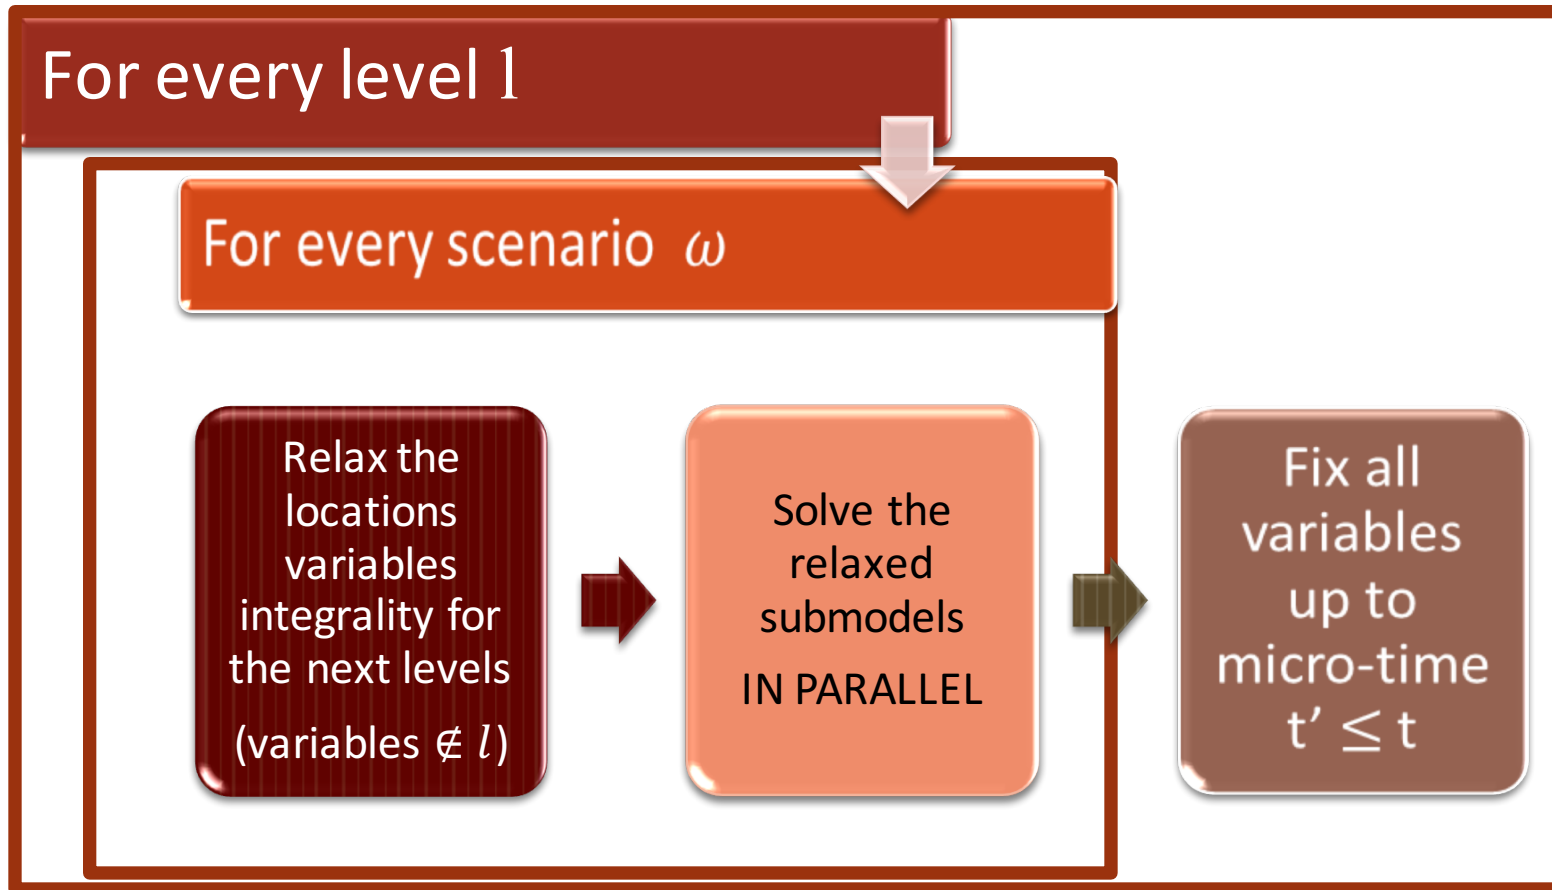 For every level l
For every scenario ω
Relax the
locations
variables
integrality for
the next levels
(variables ∉ l)
Solve the
relaxed
submodels
IN PARALLEL
Fix all
variables
up to
micro-time
t’ ≤ t